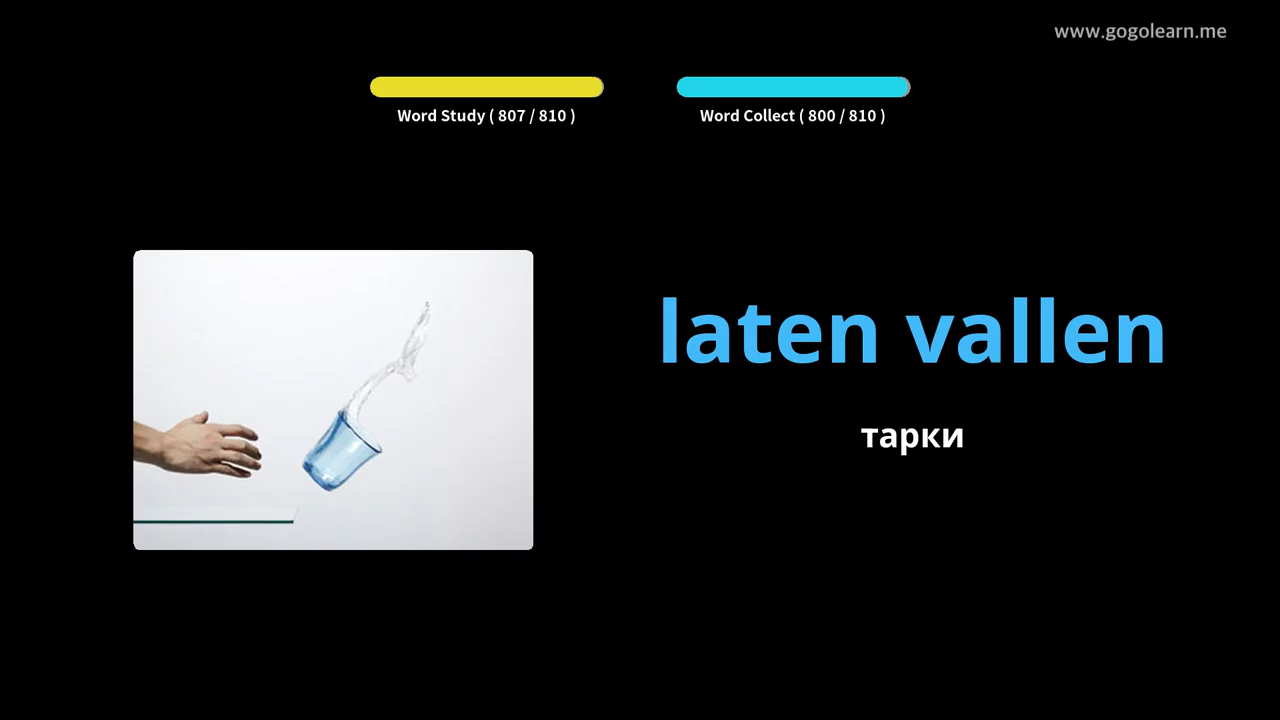 www.gogolearn.me
Word Study ( 807 / 810 )
Word Collect ( 800 / 810 )
laten vallen
тарки